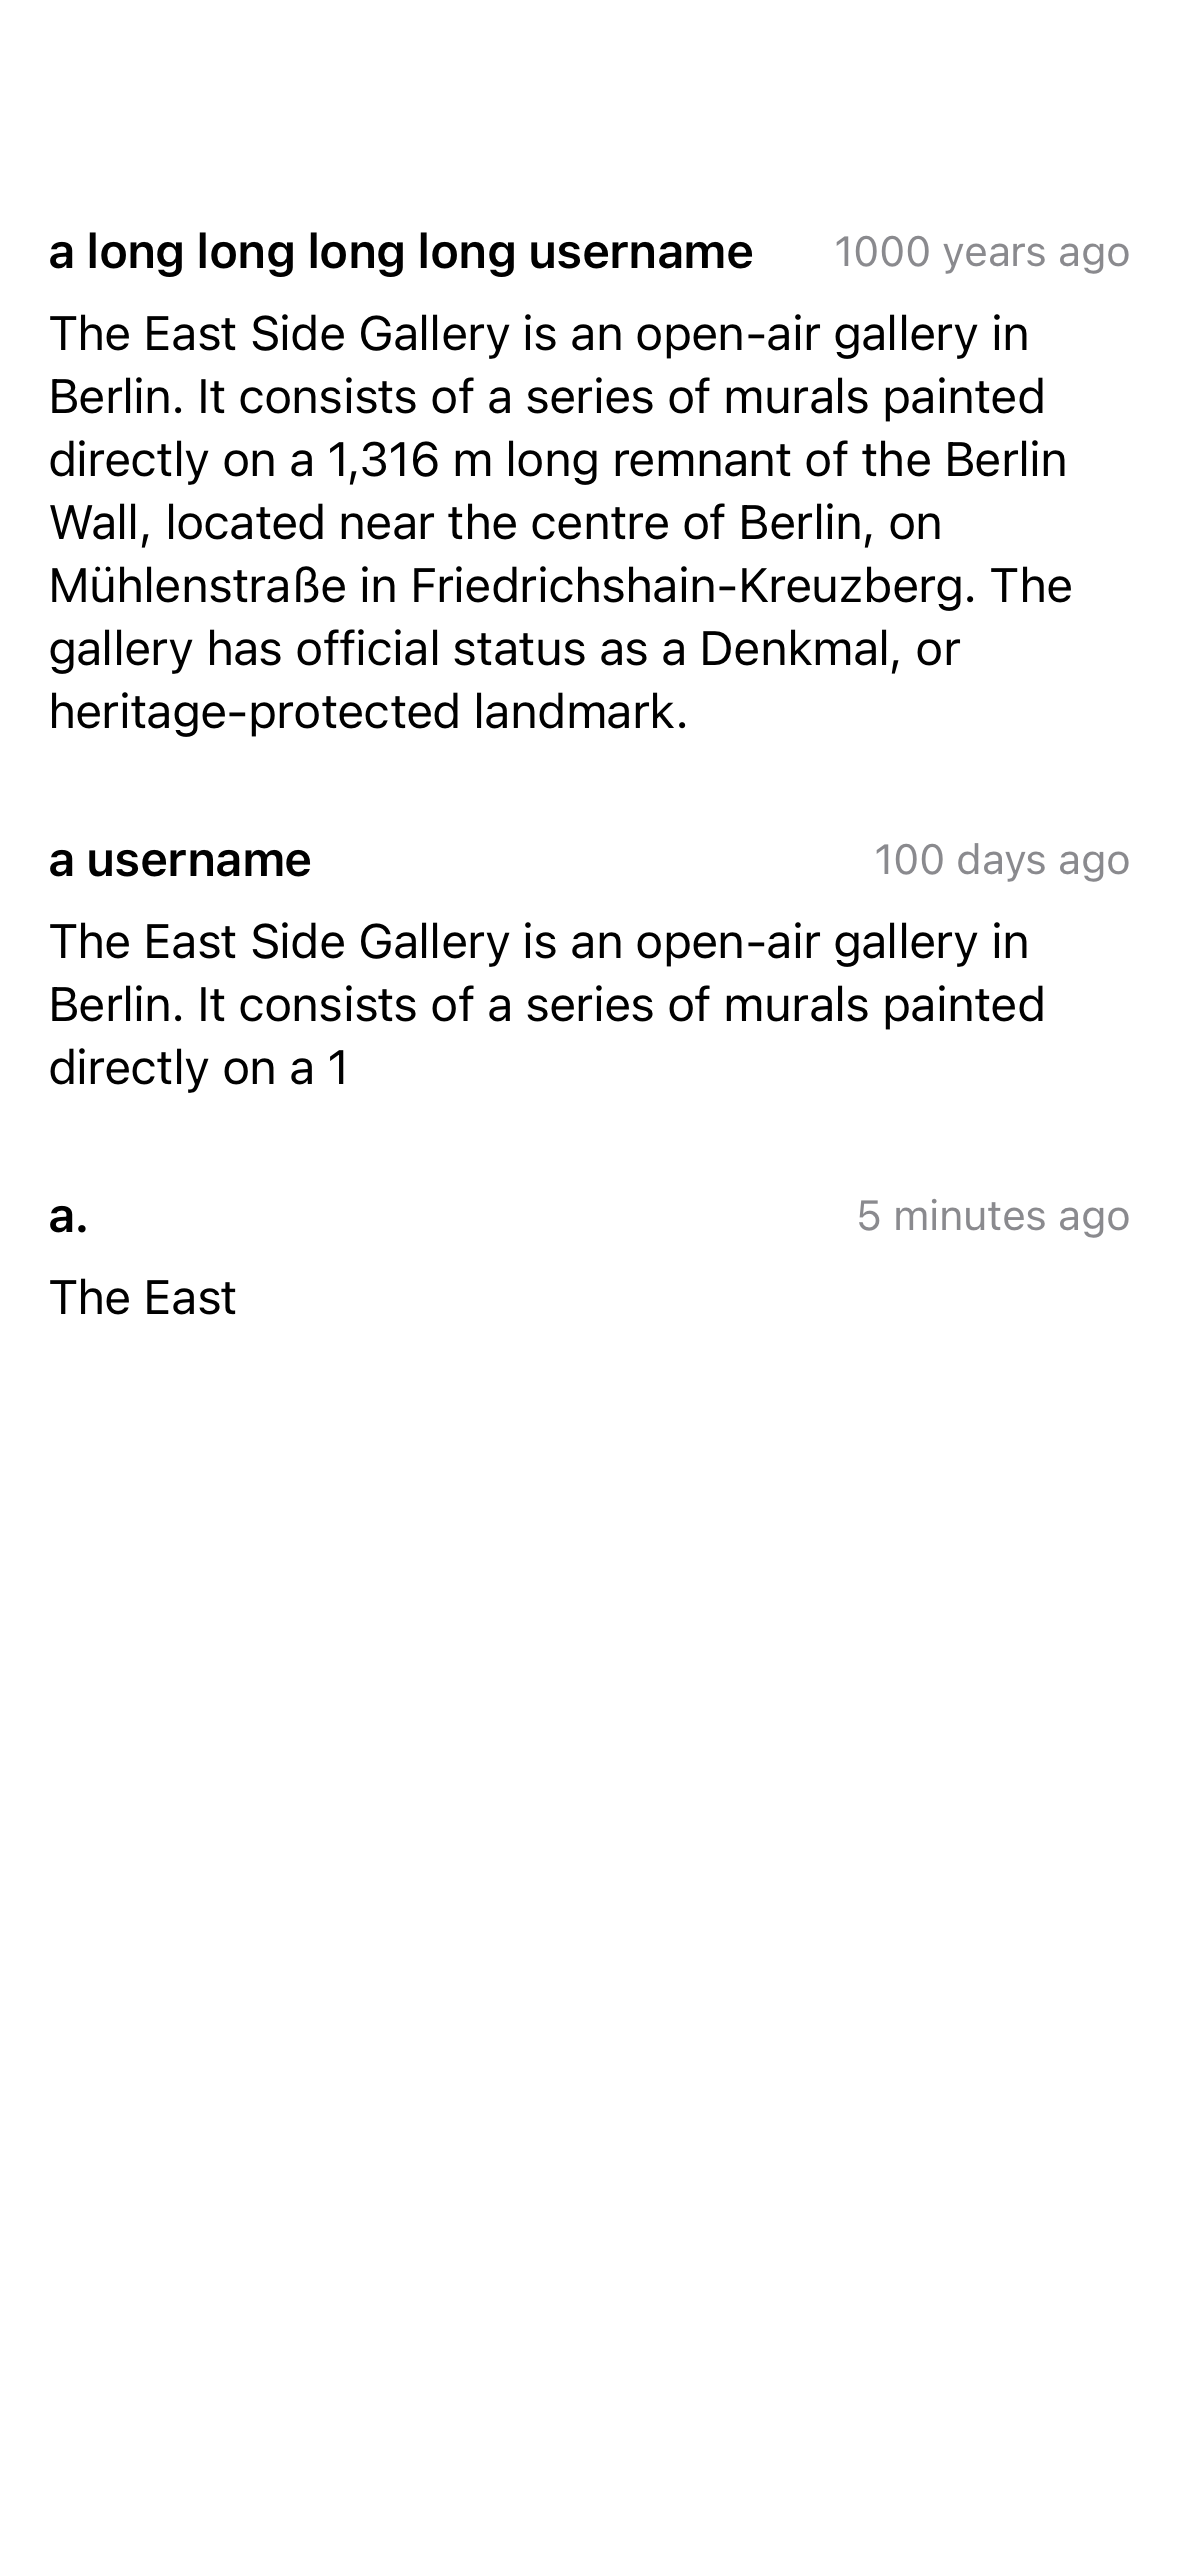 a long long long long username 1000 years ago
The East Side Gallery is an open-air gallery in
Berlin. It consists of a series of murals painted
directly on a 1,316 m long remnant of the Berlin
Wall, located near the centre of Berlin, on
Mühlenstraße in Friedrichshain-Kreuzberg. The
gallery has official status as a Denkmal, or
heritage-protected landmark.
a username 100 days ago
The East Side Gallery is an open-air gallery in
Berlin. It consists of a series of murals painted
directly on a 1
a. 5 minutes ago
The East